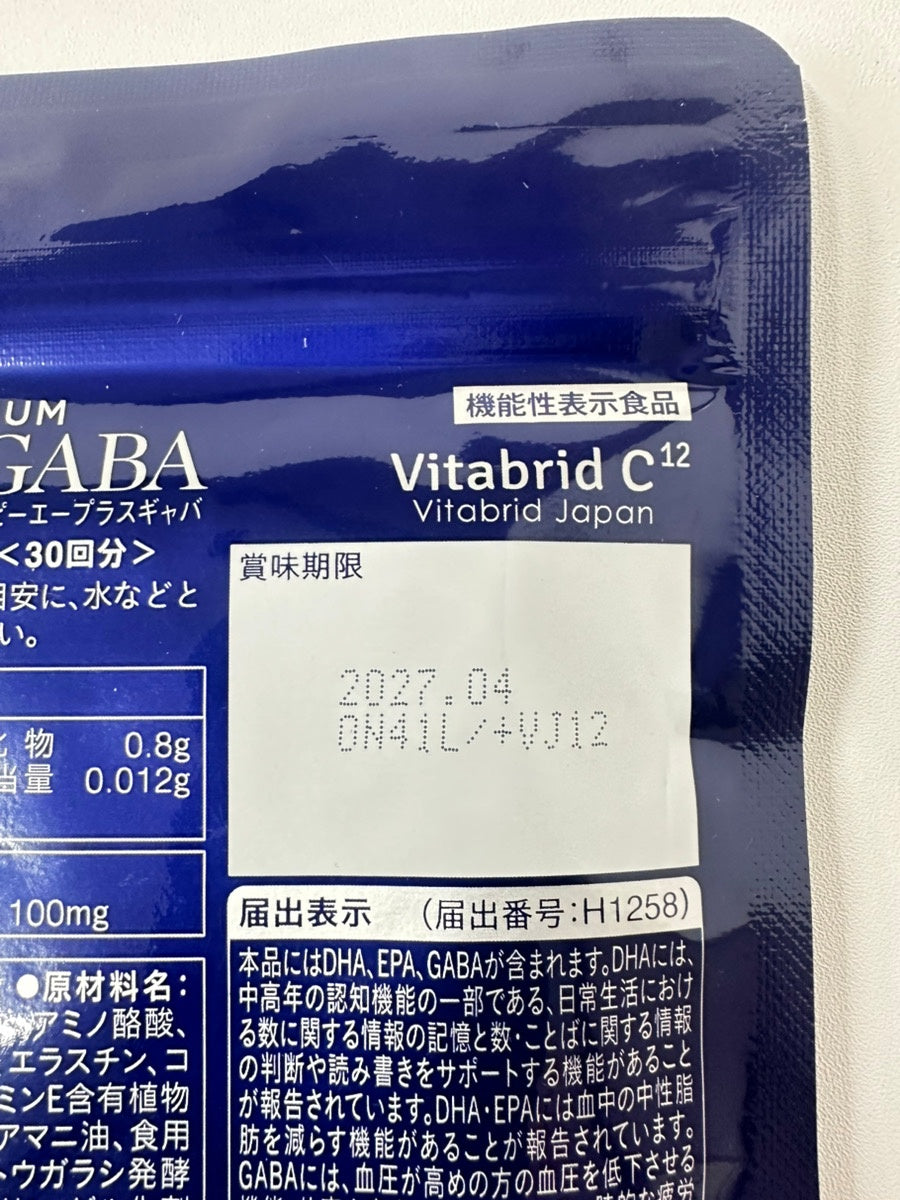 UM
GABA
ピーエープラスギャバ
<30回分>
目安に、水などと
い。
物 0.8g
当量 0.012g
100mg
●原材料名:
アミノ酪酸、
エラスチン、コ
ミンE含有植物
アマニ油、食用
トウガラシ発酵
機能性表示食品
Vitabrid C12
Vitabrid Japan
賞味期限
2027.04
0N41L/+VJ12
届出表示 (届出番号:H1258)
本品にはDHA、EPA、GABAが含まれます。DHAには、
中高年の認知機能の一部である、日常生活におけ
る数に関する情報の記憶と数・ことばに関する情報
の判断や読み書きをサポートする機能があること
が報告されています。DHA・EPAには血中の中性脂
肪を減らす機能があることが報告されています。
GABAには、血圧が高めの方の血圧を低下させる